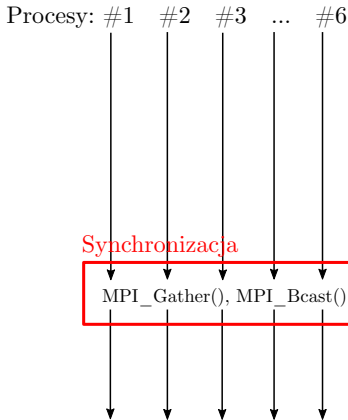 Procesy: #1 #2 #3 ... #6
Synchronizacja
MPI_Gather(), MPI_Bcast()